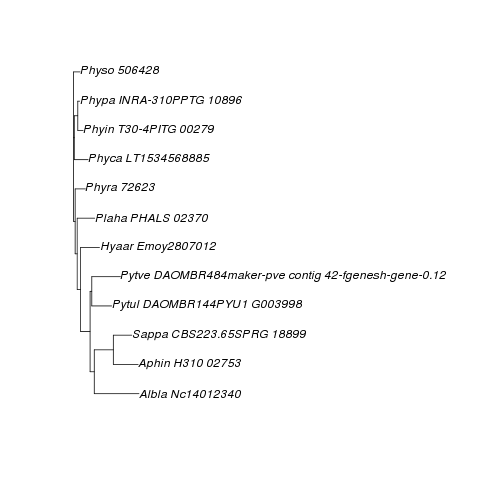 Physo 506428
Phypa INRA-310PPTG 10896
Phyin T30-4PITG 00279
Phyca LT1534568885
Phyra 72623
Plaha PHALS 02370
Hyaar Emoy2807012
Pytve DAOMBR484maker-pve contig 42-fgenesh-gene-0.12
Pytul DAOMBR144PYU1 G003998
Sappa CBS223.65SPRG 18899
Aphin H310 02753
Albla Nc14012340